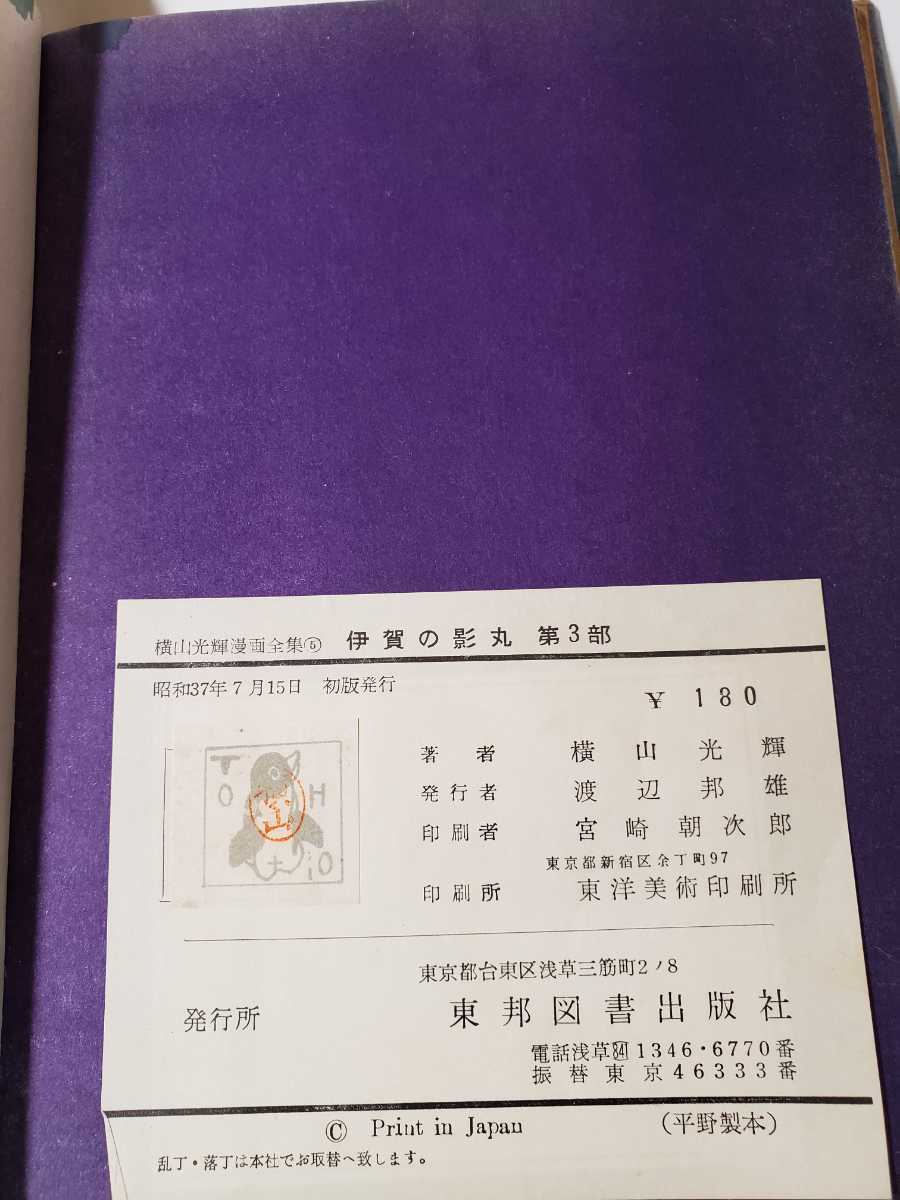 横山光輝漫画全集⑤ 伊賀の影丸 第3部
昭和37年7月15日 初版発行
¥ 180
著者 横山光輝
発行者 渡辺邦雄
印刷者 宮崎朝次郎
東京都新宿区余丁町97
印刷所 東洋美術印刷所
TOHO
東京都台東区浅草三筋町2ノ8
発行所 東邦図書出版社
電話浅草(84)1346・6770番
振替東京46333番
© Print in Japan (平野製本)
乱丁・落丁は本社でお取替へ致します。